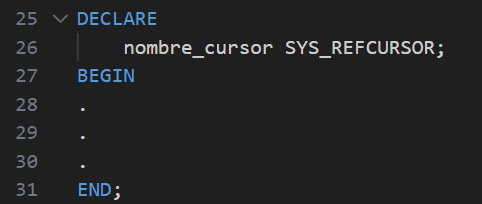 25 DECLARE
26 nombre_cursor SYS_REFCURSOR;
27 BEGIN
28 .
29 .
30 .
31 END;